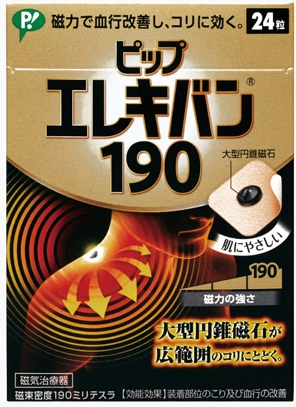 P!
磁力で血行改善し、コリに効く。
24粒
ピップ
エレキバン®
190
大型円錐磁石
肌にやさしい
190
磁力の強さ
大型円錐磁石が
広範囲のコリにとどく。
磁気治療器
磁束密度190ミリテスラ
【効能効果】装着部位のこり及び血行の改善